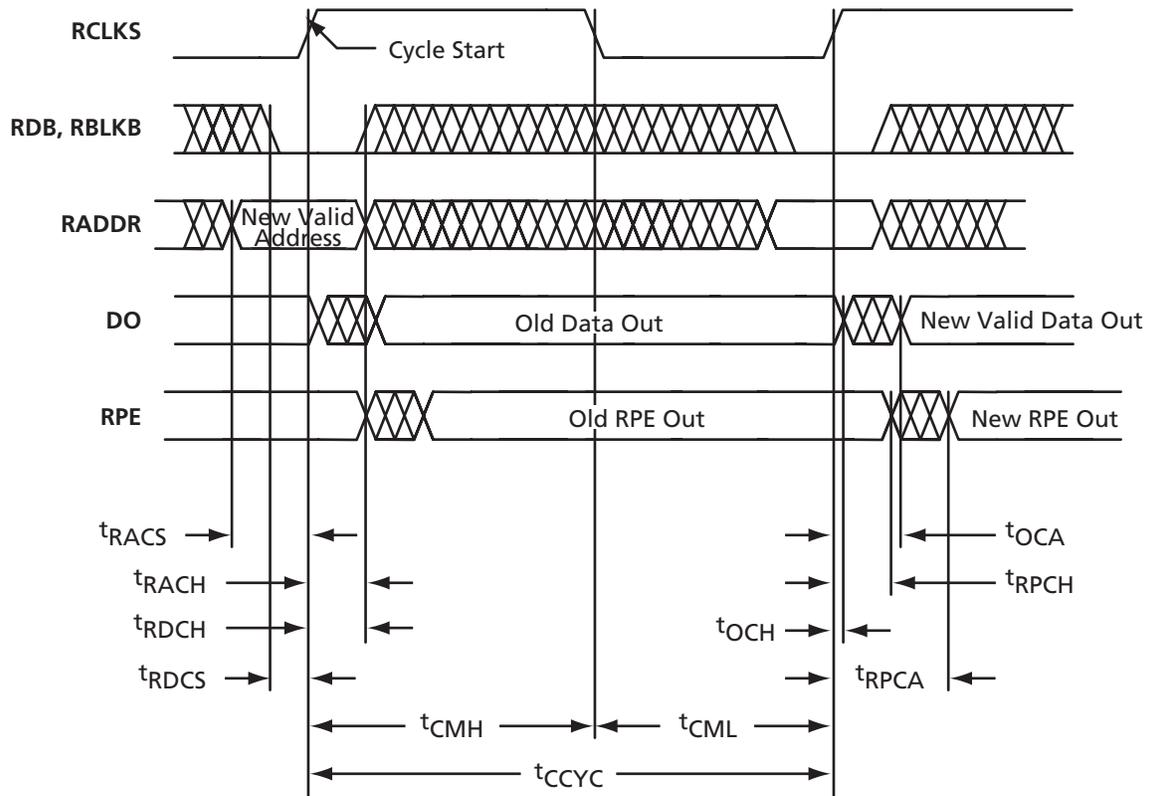 RCLKS
Cycle Start
RDB, RBLKB
RADDR
New Valid
Address
DO
Old Data Out
New Valid Data Out
RPE
Old RPE Out
New RPE Out
tRACS
tOCA
tRACH
tRPCH
tRDCH
tOCH
tRDCS
tRPCA
tCMH
tCML
tCCYC